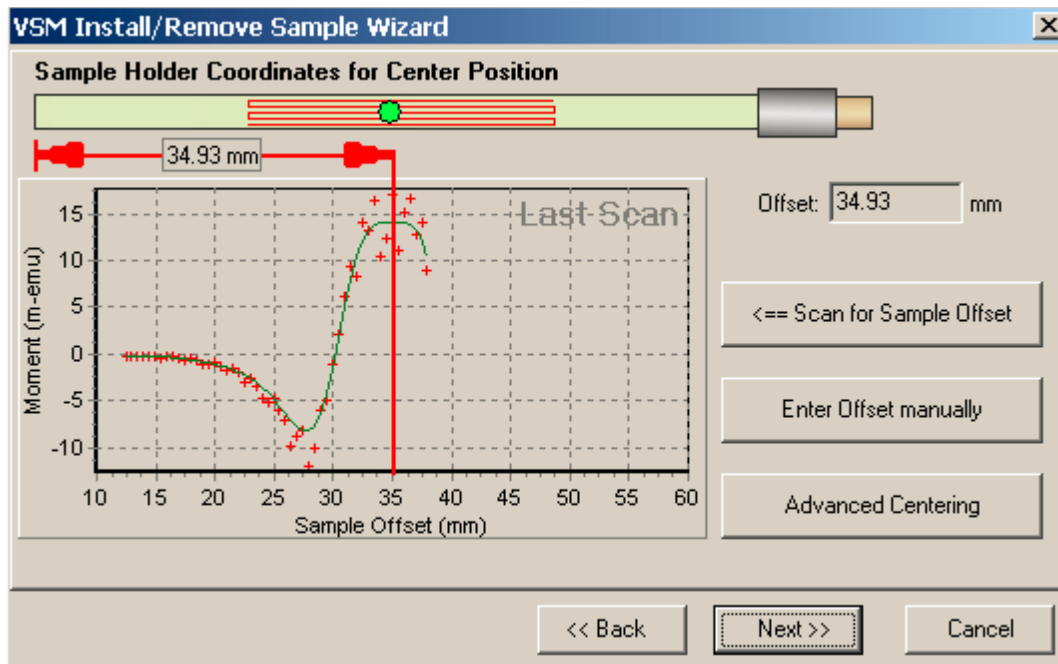 VSM Install/Remove Sample Wizard
Sample Holder Coordinates for Center Position
34.93 mm
Last Scan
Offset: 34.93 mm
15
10
5
0
-5
-10
Moment (m-emu)
10 15 20 25 30 35 40 45 50 55 60
Sample Offset (mm)
<== Scan for Sample Offset
Enter Offset manually
Advanced Centering
<< Back Next >> Cancel